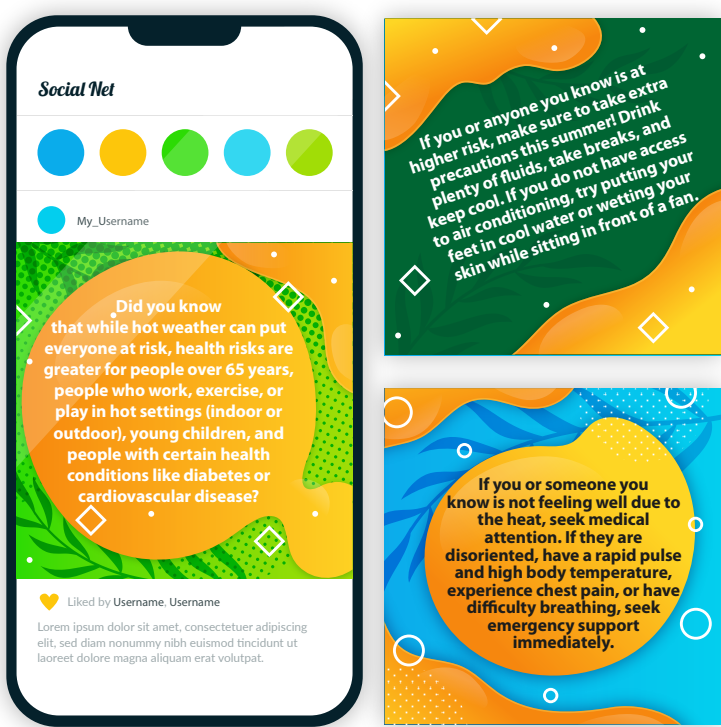 Social Net
My_Username
Did you know
that while hot weather can put
everyone at risk, health risks are
greater for people over 65 years,
people who work, exercise, or
play in hot settings (indoor or
outdoor), young children, and
people with certain health
conditions like diabetes or
cardiovascular disease?
Liked by Username, Username
Lorem ipsum dolor sit amet, consectetuer adipiscing
elit, sed diam nonummy nibh euismod tincidunt ut
laoreet dolore magna aliquam erat volutpat.
If you or anyone you know is at
higher risk, make sure to take extra
precautions this summer! Drink
plenty of fluids, take breaks, and
keep cool. If you do not have access
to air conditioning, try putting your
feet in cool water or wetting your
skin while sitting in front of a fan.
If you or someone you
know is not feeling well due to
the heat, seek medical
attention. If they are
disoriented, have a rapid pulse
and high body temperature,
experience chest pain, or have
difficulty breathing, seek
emergency support
immediately.